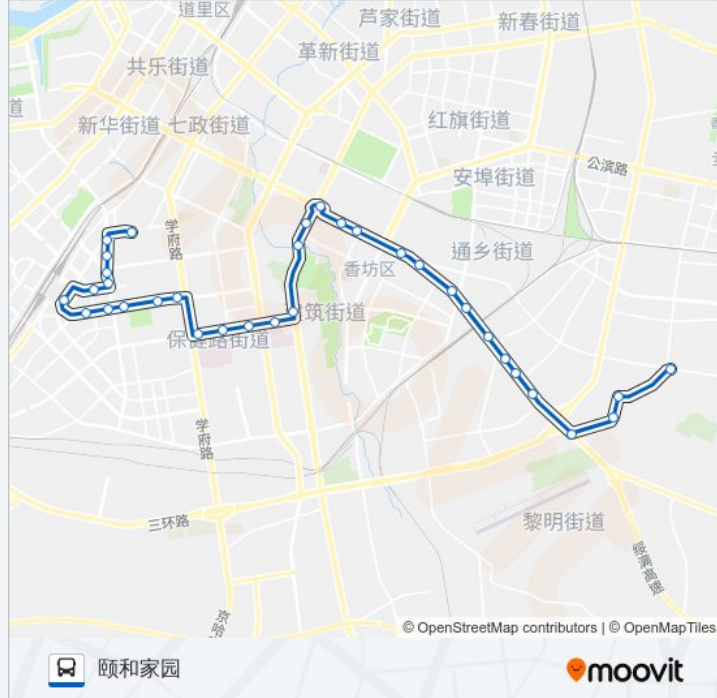 道里区
芦家街道
新春街道
革新街道
共乐街道
道
新华街道
七政街道
红旗街道
公滨路
安埠街道
学府路
通乡街道
香坊区
筑街道
保健路街道
学府路
三环路
黎明街道
绥满高速
京哈
© OpenStreetMap contributors | © OpenMapTiles
颐和家园
moovit